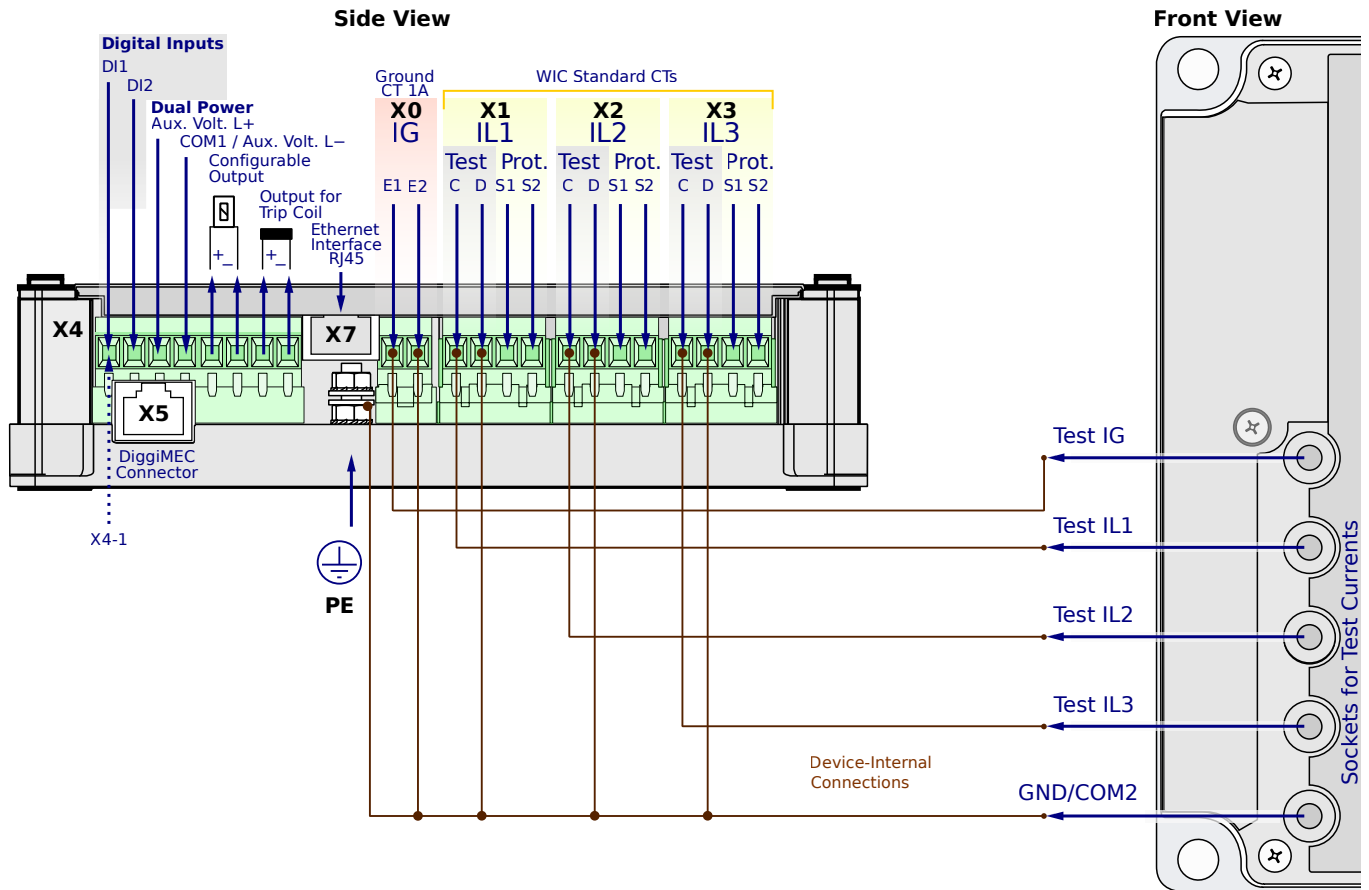 Side View
Front View
Digital Inputs
DI1
DI2
Dual Power
Aux. Volt. L+
COM1 / Aux. Volt. L−
Configurable
Output
Output for
Trip Coil
Ethernet
Interface
RJ45
+ −
+ −
Ground
CT 1A
X0
IG
E1 E2
WIC Standard CTs
X1
IL1
Test Prot.
C D S1 S2
X2
IL2
Test Prot.
C D S1 S2
X3
IL3
Test Prot.
C D S1 S2
X4
X7
X5
DiggiMEC
Connector
X4-1
PE
Test IG
Test IL1
Test IL2
Test IL3
GND/COM2
Device-Internal
Connections
Sockets for Test Currents